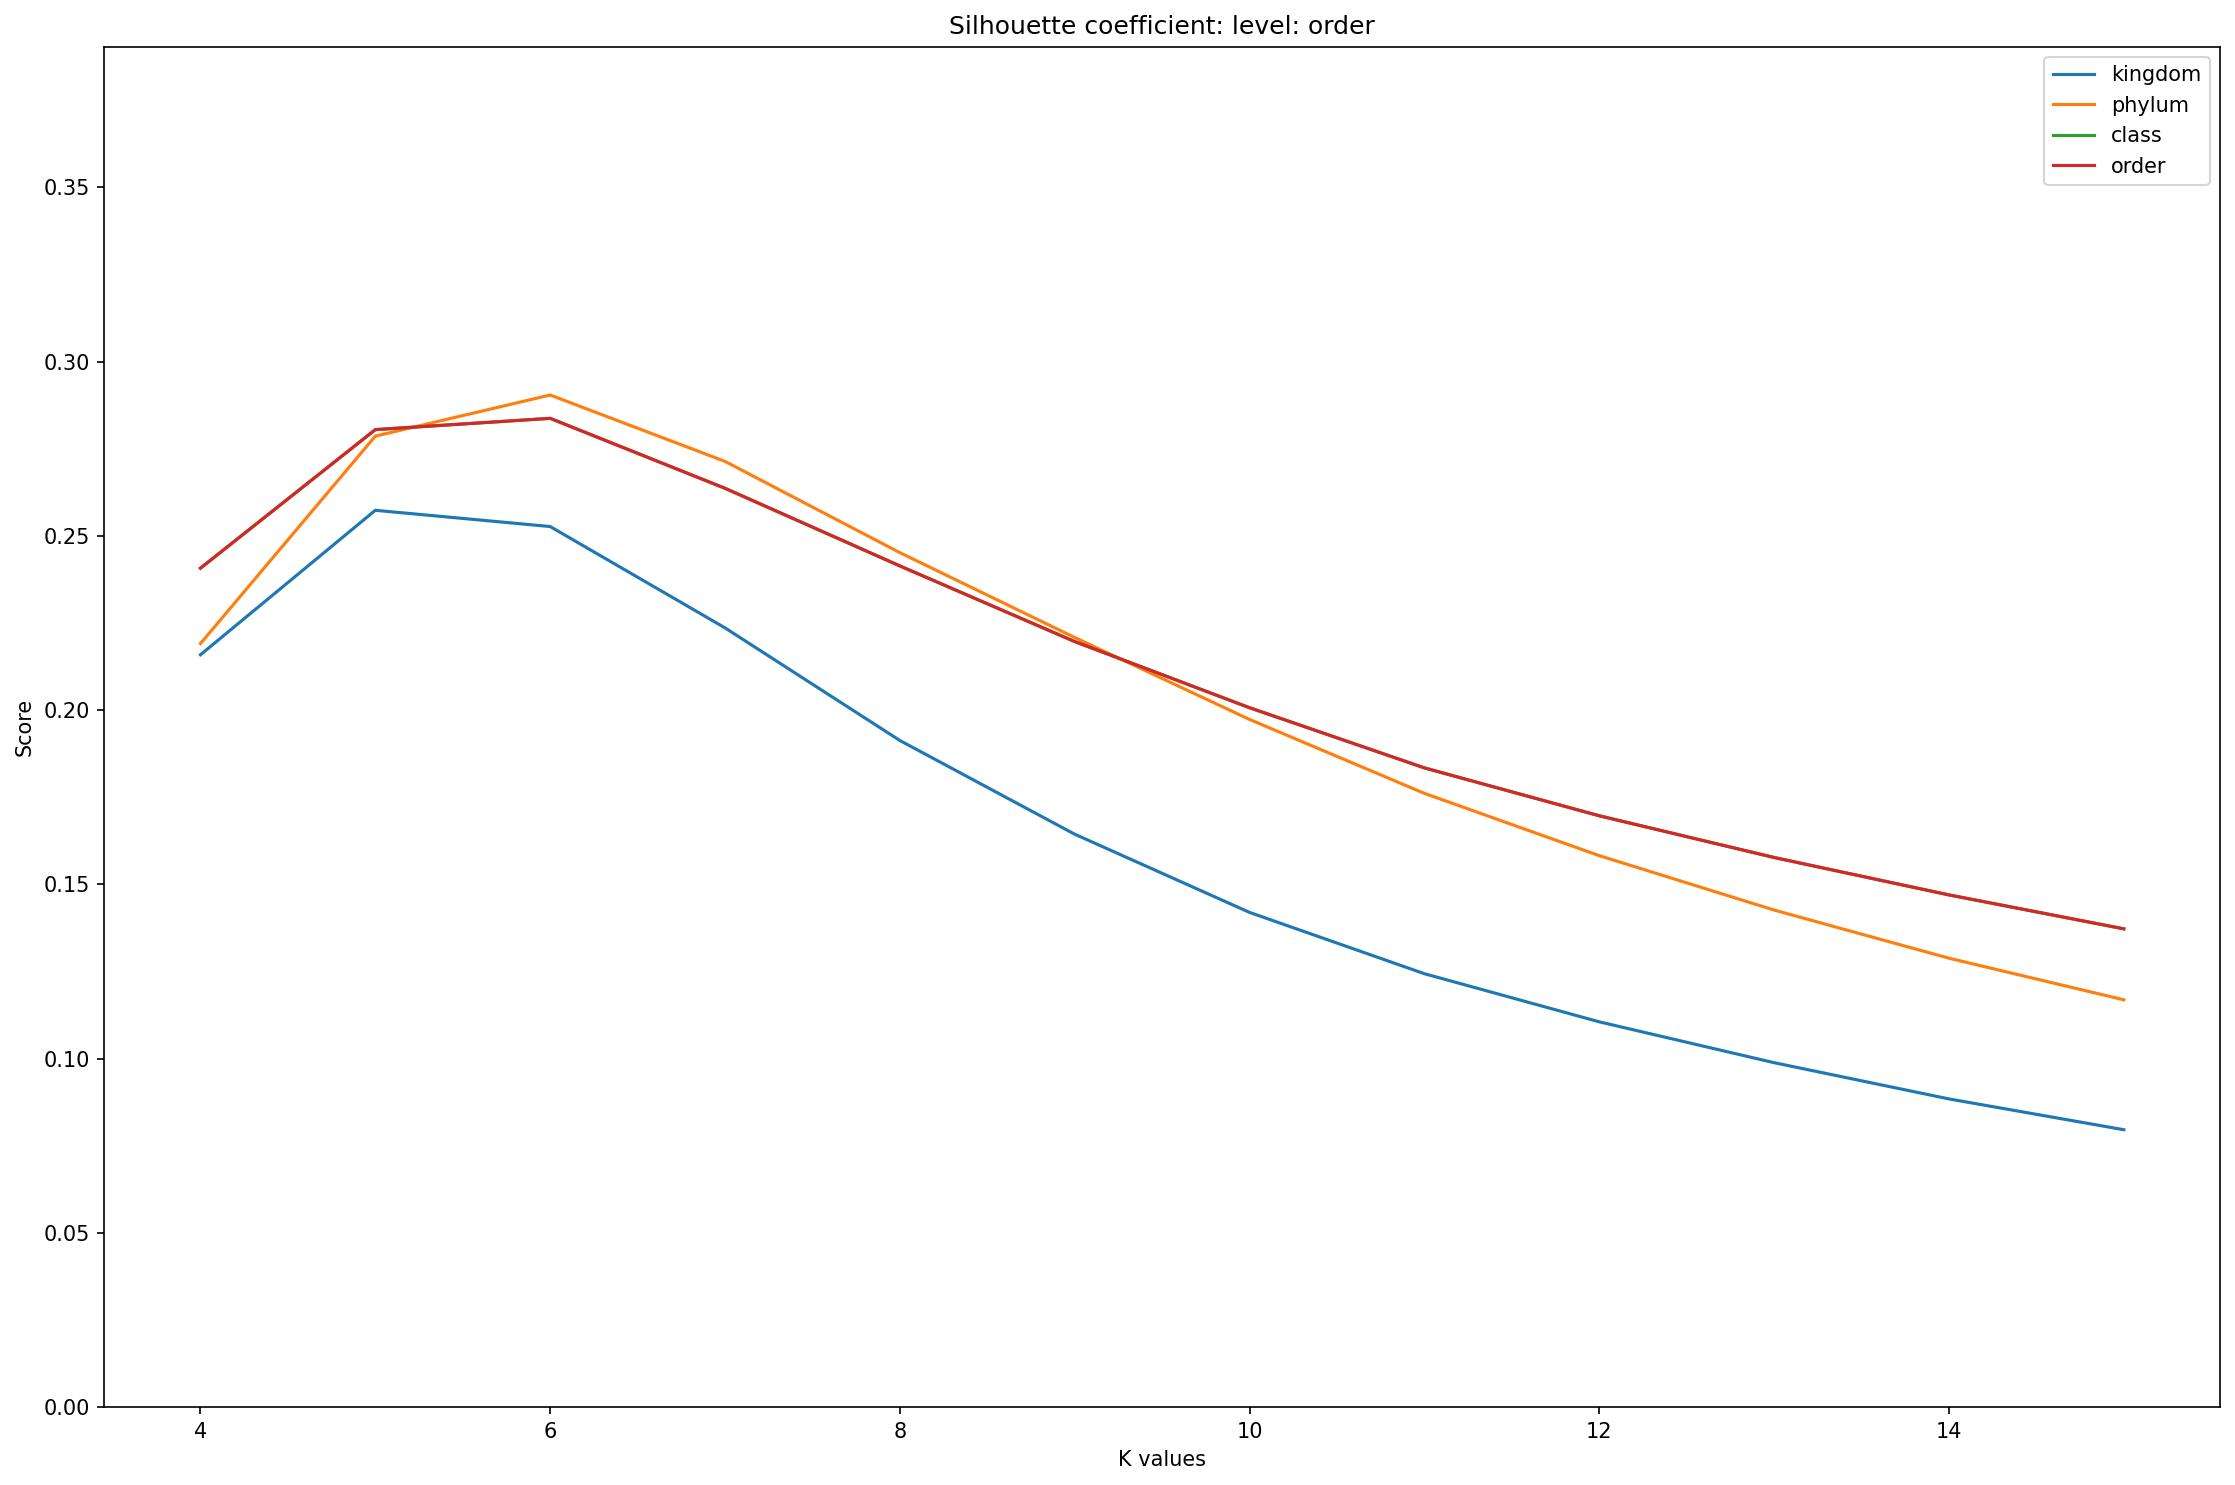 Silhouette coefficient: level: order
kingdom
phylum
class
order
0.35
0.30
0.25
0.20
0.15
0.10
0.05
0.00
Score
4 6 8 10 12 14
K values